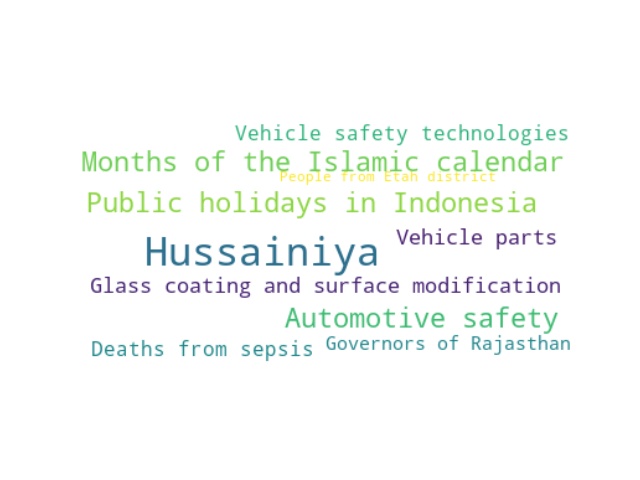 Vehicle safety technologies
Months of the Islamic calendar
People from Etah district
Public holidays in Indonesia
Vehicle parts
Hussainiya
Glass coating and surface modification
Automotive safety
Governors of Rajasthan
Deaths from sepsis